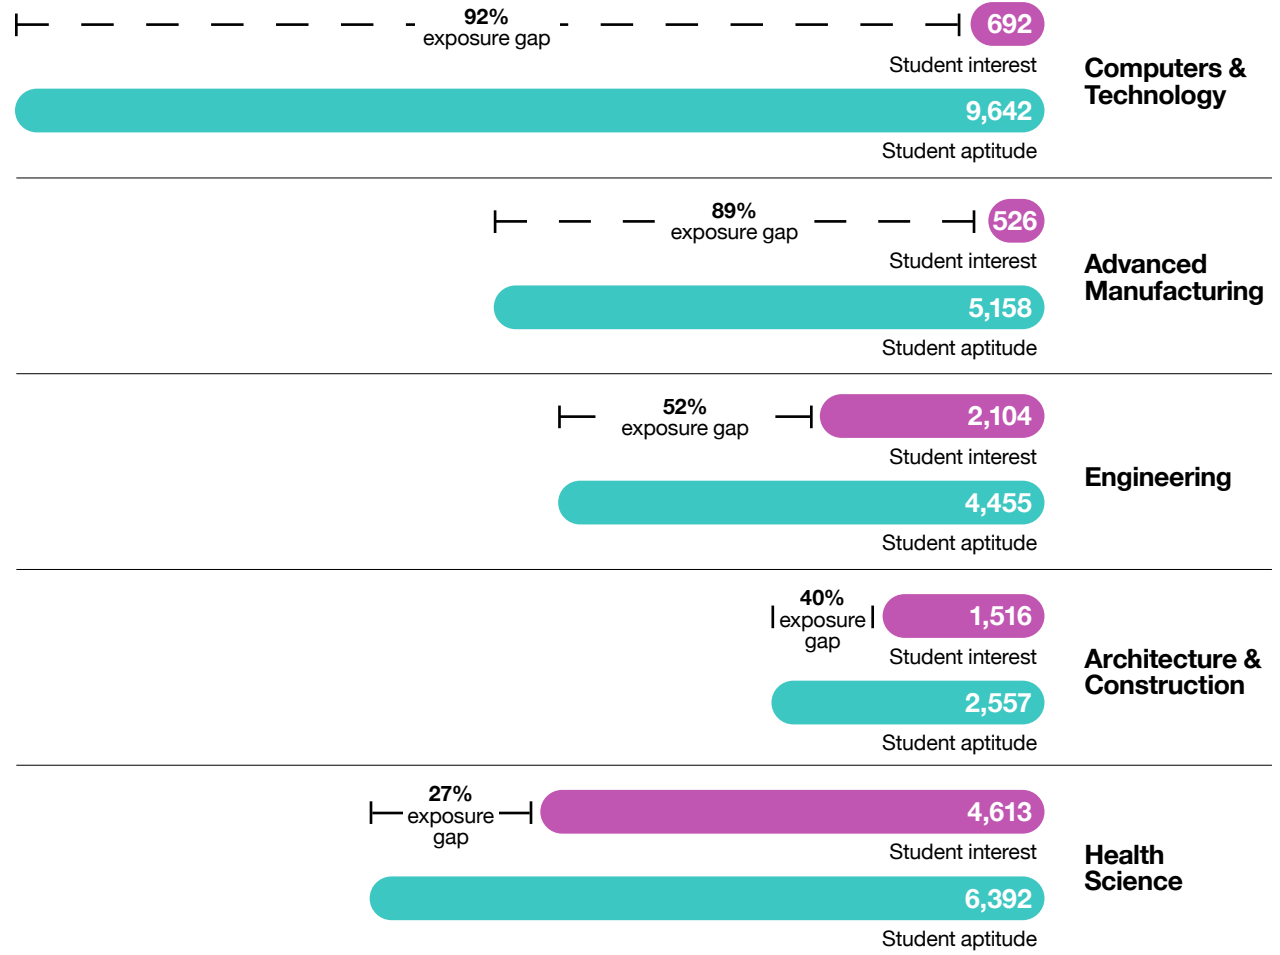 92%
exposure gap
692
Student interest
Computers &
Technology
9,642
Student aptitude
89%
exposure gap
526
Student interest
Advanced
Manufacturing
5,158
Student aptitude
52%
exposure gap
2,104
Student interest
Engineering
4,455
Student aptitude
40%
exposure
gap
1,516
Student interest
Architecture &
Construction
2,557
Student aptitude
27%
exposure
gap
4,613
Student interest
Health
Science
6,392
Student aptitude